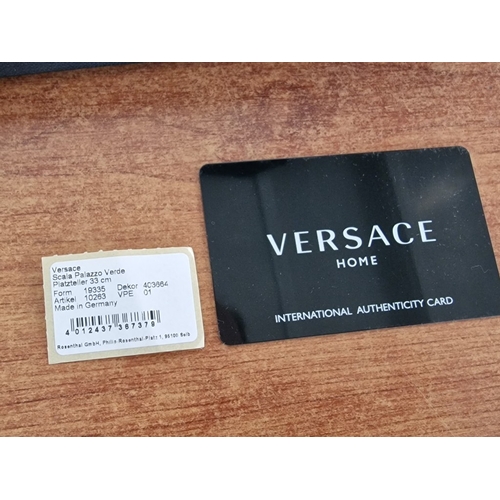 Versace
Scala Palazzo Verde
Platzteller 33 cm
Form 19335 Dekor 403664
Artikel 10263 VPE 01
Made in Germany
4 012437 367379
Rosenthal GmbH, Philip-Rosenthal-Platz 1, 95100 Selb
VERSACE
HOME
INTERNATIONAL AUTHENTICITY CARD